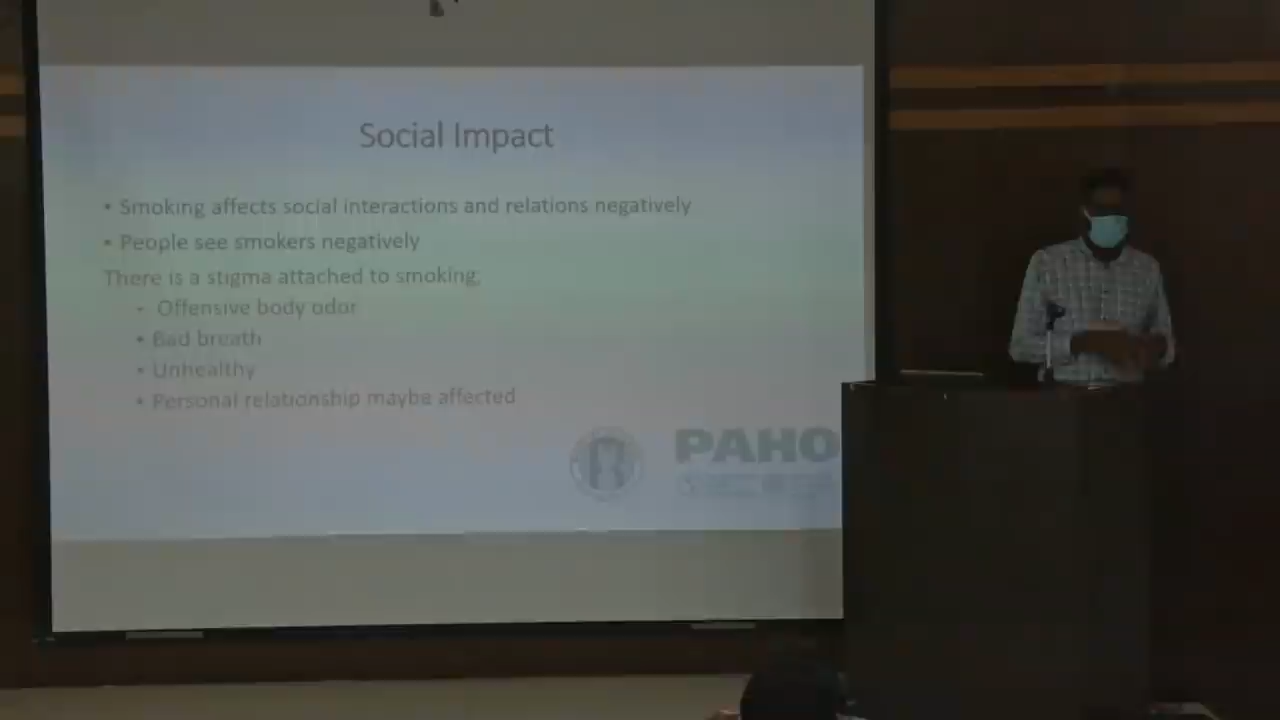 Social Impact
• Smoking affects social interactions and relations negatively
• People see smokers negatively
There is a stigma attached to smoking,
• Offensive body odor
• Bad breath
• Unhealthy
• Personal relationship maybe affected
PAHO